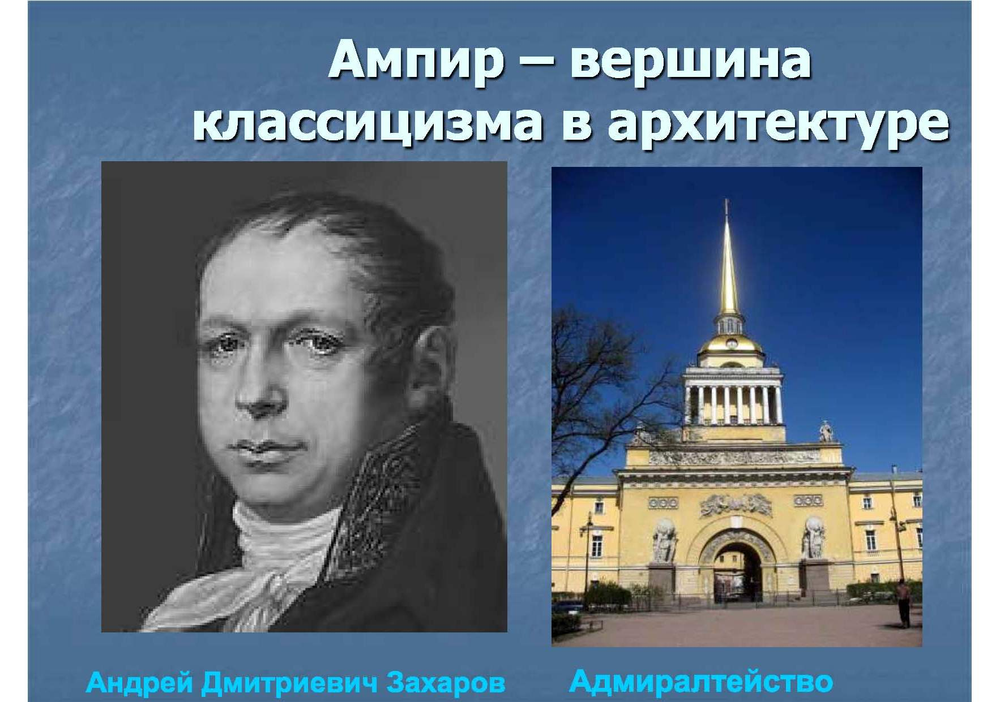 Ампир – вершина
классицизма в архитектуре
Андрей Дмитриевич Захаров
Адмиралтейство